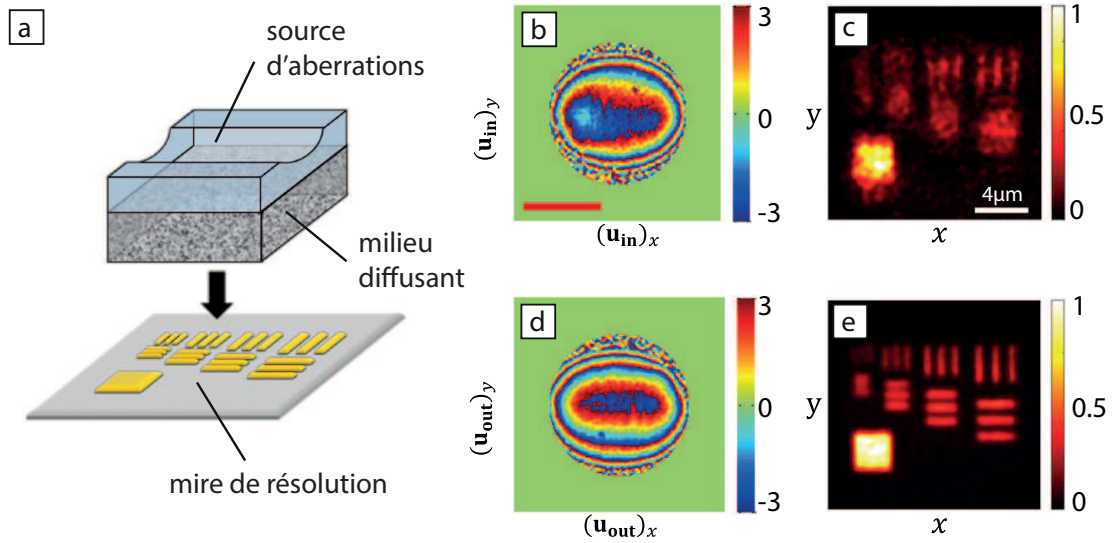 a
source
d'aberrations
milieu
diffusant
mire de résolution
b
(u_in)_y
(u_in)_x
3
0
-3
c
y
x
4μm
1
0.5
0
d
(u_out)_y
(u_out)_x
3
0
-3
e
y
x
1
0.5
0